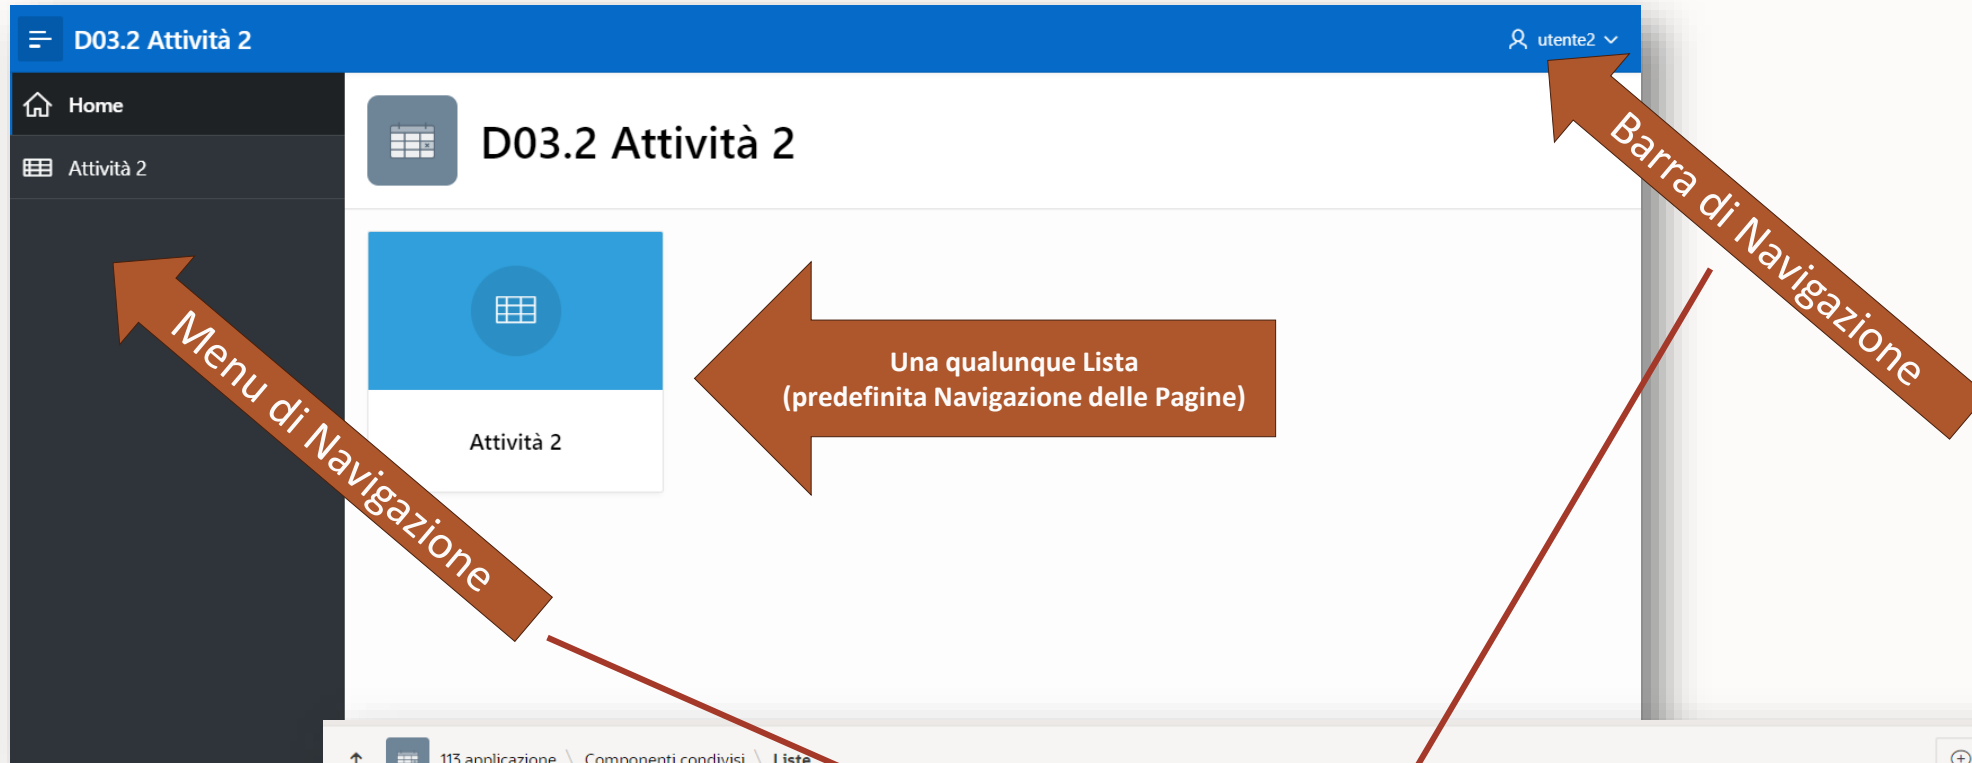 D03.2 Attività 2
utente2
Home
Attività 2
D03.2 Attività 2
Attività 2
Menu di Navigazione
Una qualunque Lista
(predefinita Navigazione delle Pagine)
Barra di Navigazione
113 applicazione \ Componenti condivisi \ Liste